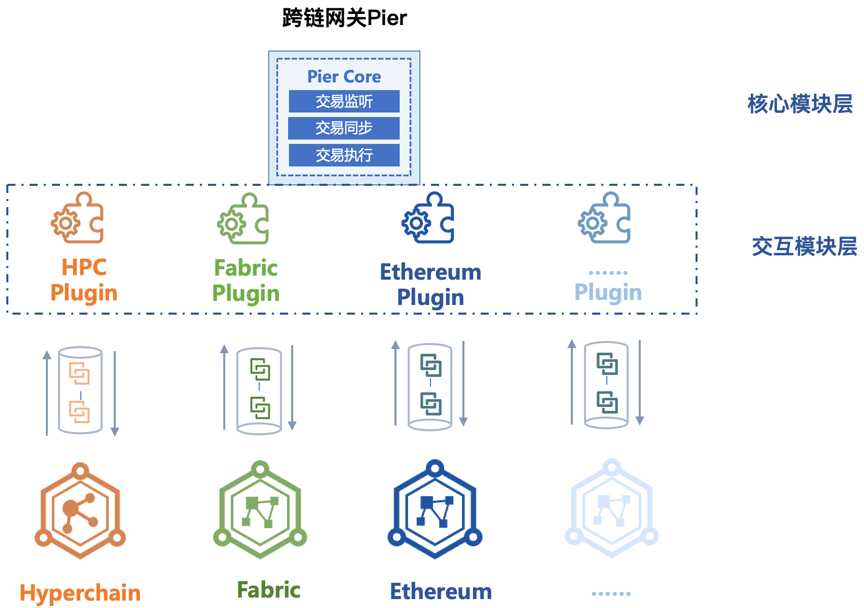 跨链网关Pier
Pier Core
交易监听
交易同步
交易执行
核心模块层
HPC
Plugin
Fabric
Plugin
Ethereum
Plugin
......
Plugin
交互模块层
Hyperchain
Fabric
Ethereum
......